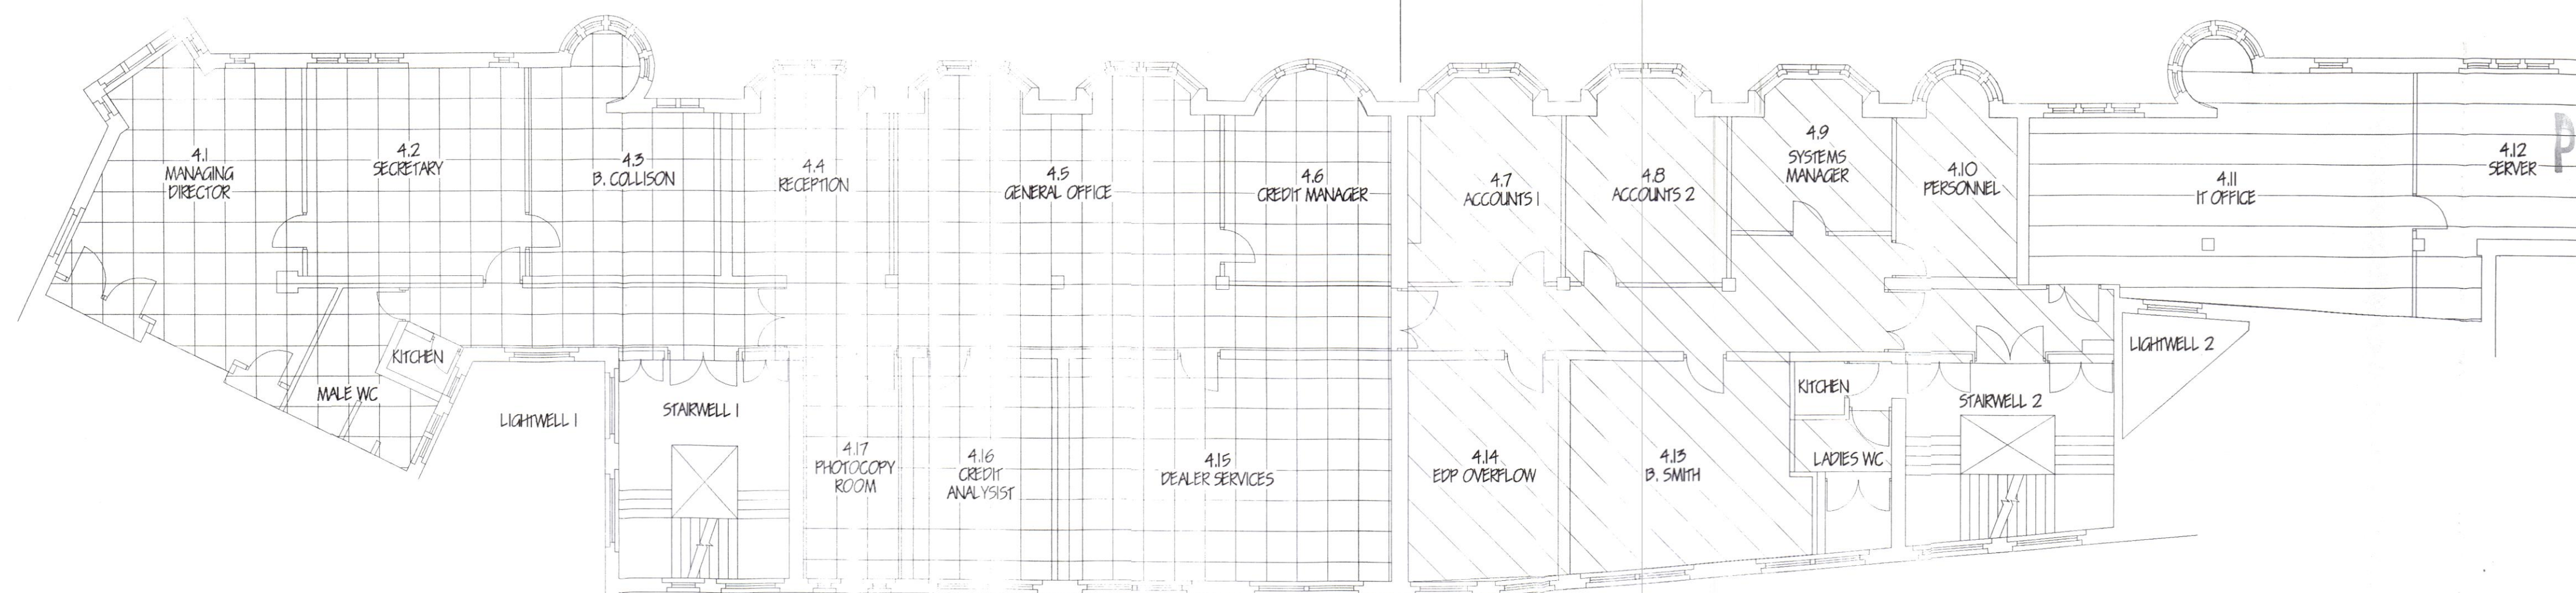 4.1
MANAGING
DIRECTOR
4.2
SECRETARY
4.3
B. COLLISON
4.4
RECEPTION
4.5
GENERAL OFFICE
4.6
CREDIT MANAGER
4.7
ACCOUNTS 1
4.8
ACCOUNTS 2
4.9
SYSTEMS
MANAGER
4.10
PERSONNEL
4.11
IT OFFICE
4.12
SERVER
P
KITCHEN
MALE WC
LIGHTWELL 1
STAIRWELL 1
4.17
PHOTOCOPY
ROOM
4.16
CREDIT
ANALYSIST
4.15
DEALER SERVICES
4.14
EDP OVERFLOW
4.13
B. SMITH
KITCHEN
LADIES WC
STAIRWELL 2
LIGHTWELL 2